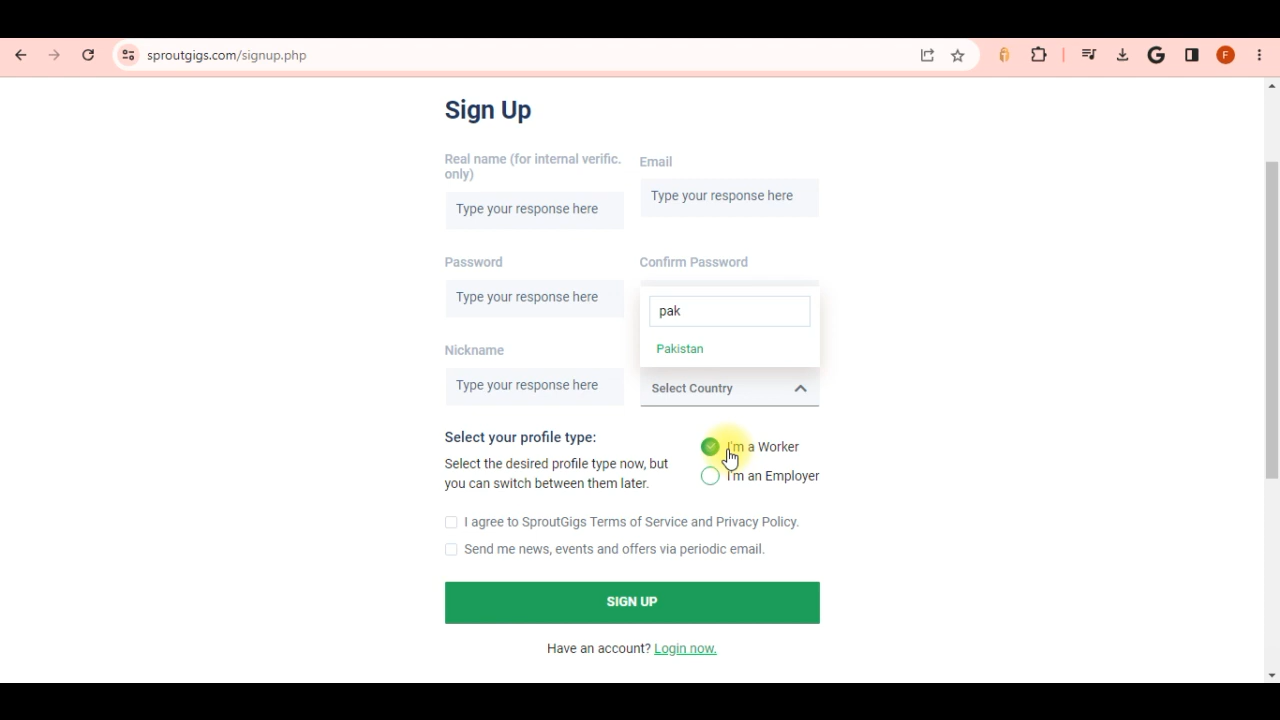 sproutgigs.com/signup.php
F
Sign Up
Real name (for internal verific.
only)
Email
Type your response here
Type your response here
Password
Confirm Password
Type your response here
pak
Pakistan
Nickname
Type your response here
Select Country
Select your profile type:
I'm a Worker
Select the desired profile type now, but
you can switch between them later.
I'm an Employer
I agree to SproutGigs Terms of Service and Privacy Policy.
Send me news, events and offers via periodic email.
SIGN UP
Have an account? Login now.